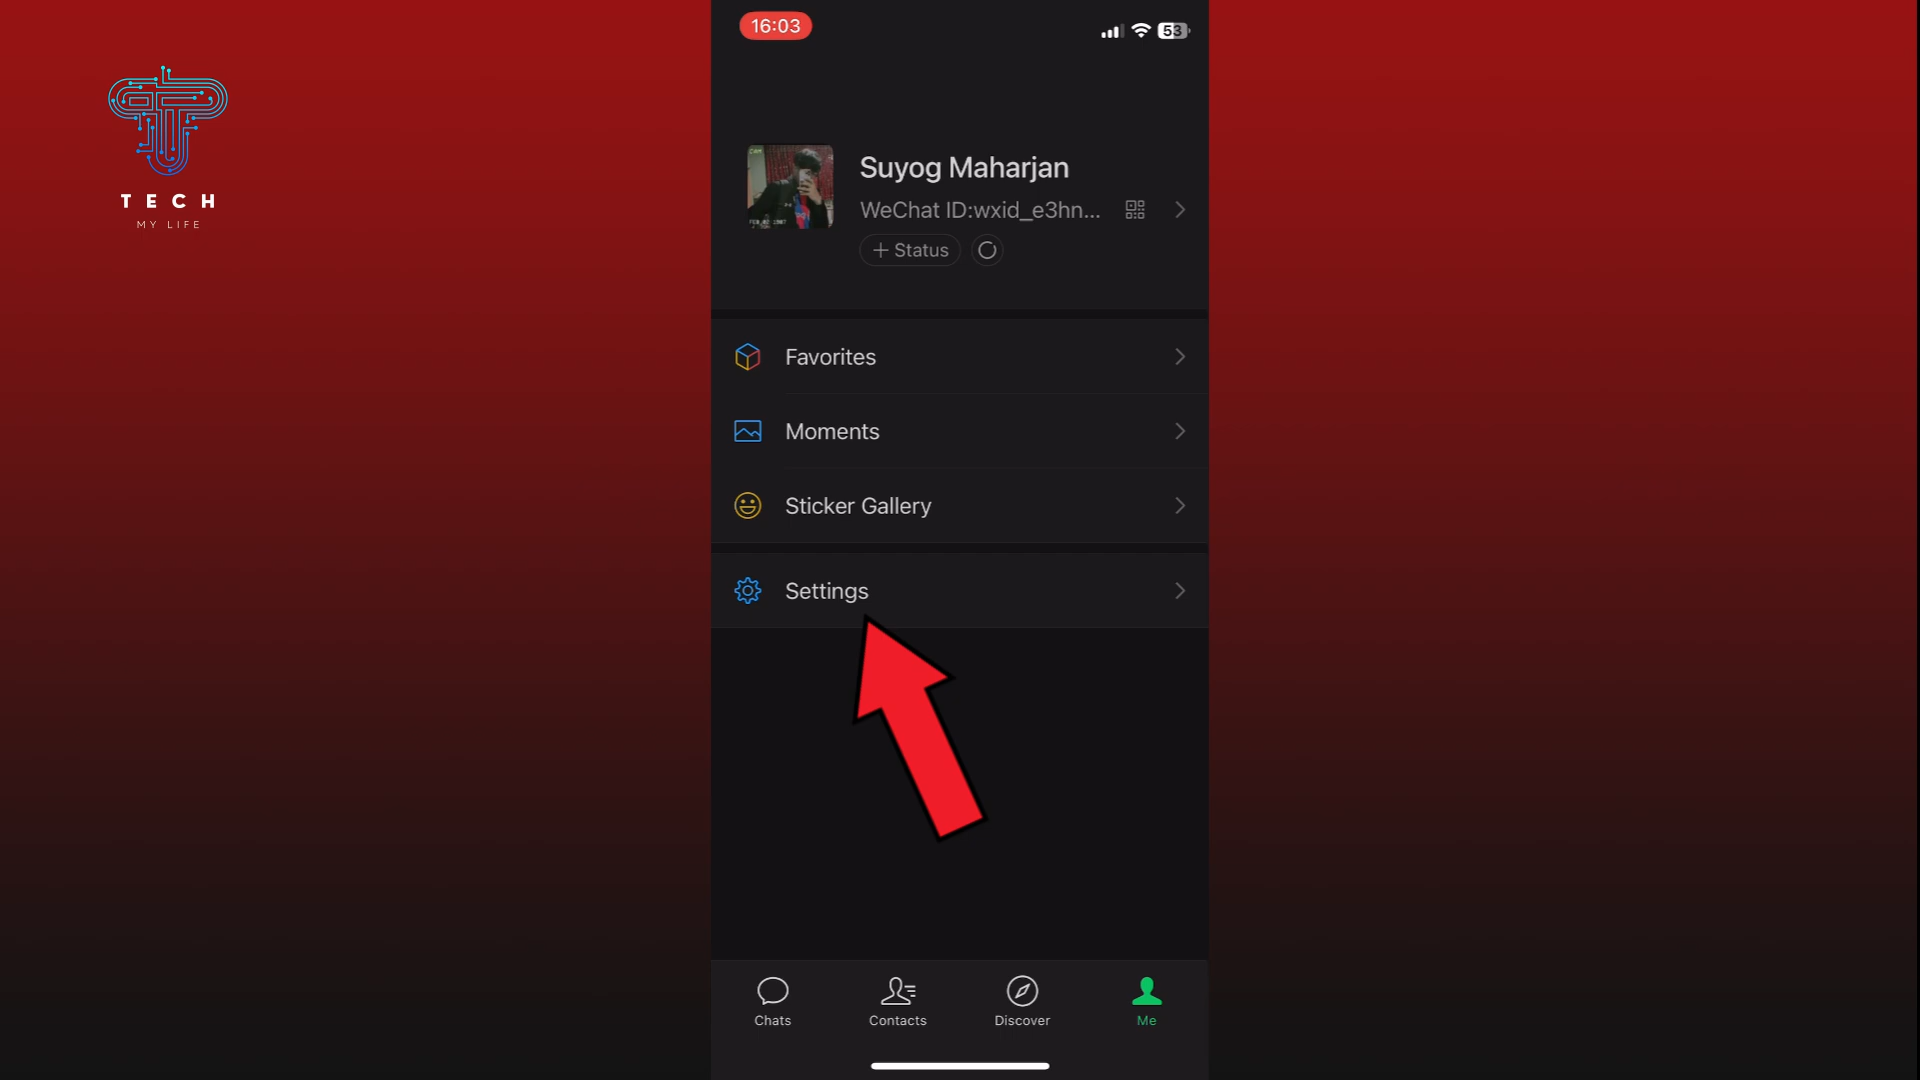 TECH
MY LIFE
16:03
53
Suyog Maharjan
WeChat ID:wxid_e3hn...
+ Status
Favorites
Moments
Sticker Gallery
Settings
Chats
Contacts
Discover
Me